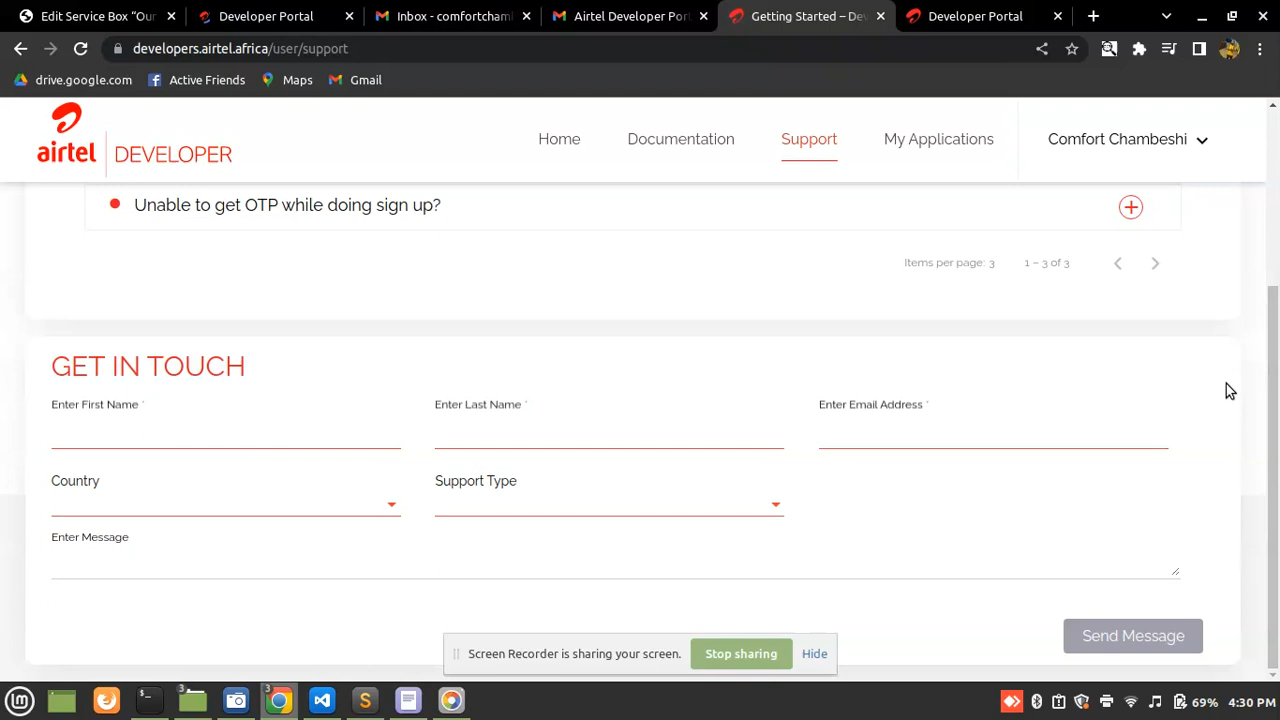 Edit Service Box "Our
Developer Portal
Inbox - comfortcham
Airtel Developer Por
Getting Started – Dev
Developer Portal
developers.airtel.africa/user/support
drive.google.com
Active Friends
Maps
Gmail
airtel DEVELOPER
Home
Documentation
Support
My Applications
Comfort Chambeshi
Unable to get OTP while doing sign up?
Items per page: 3
1 – 3 of 3
GET IN TOUCH
Enter First Name *
Enter Last Name *
Enter Email Address *
Country
Support Type
Enter Message
Send Message
Screen Recorder is sharing your screen.
Stop sharing
Hide
3
3
69%
4:30 PM